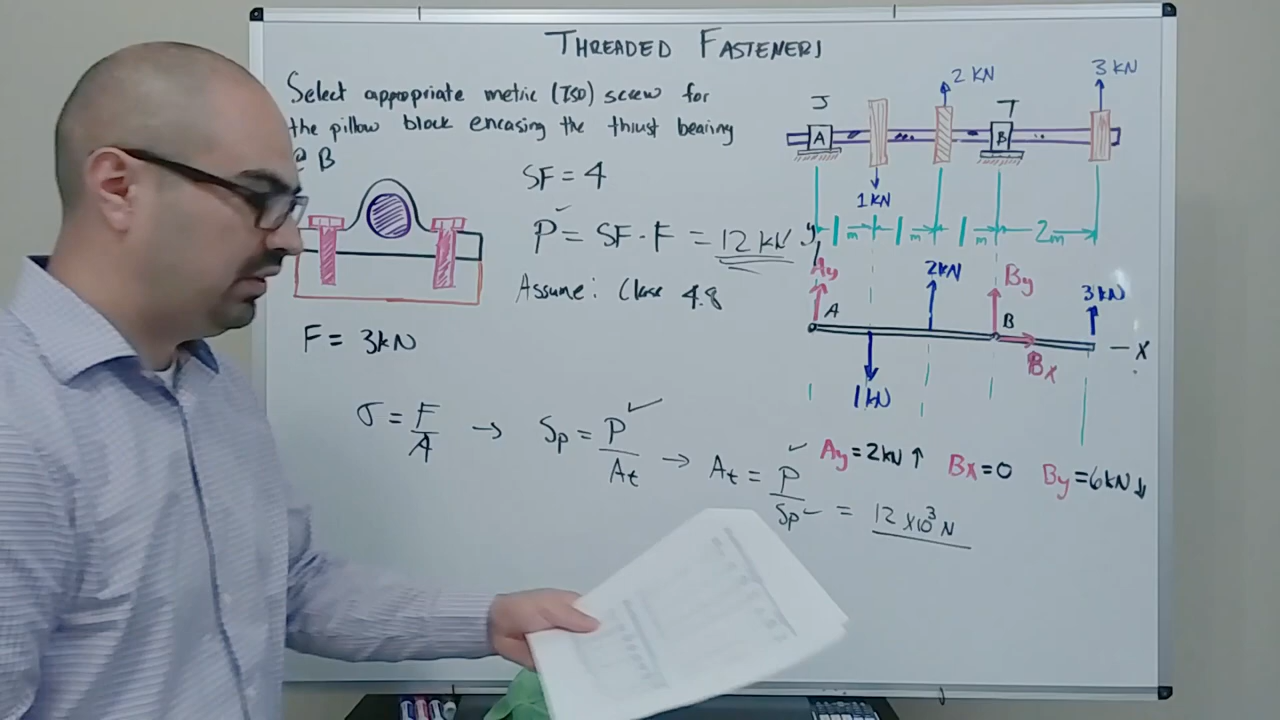 THREADED FASTENERS
Select appropriate metric (ISO) screw for
the pillow block encasing the thrust bearing
@ B
SF = 4
P = SF · F = 12 kN
Assume: Class 4.8
F = 3kN
σ = F/A → Sp = P/At → At = P/Sp = 12 x10³ N
J
T
2 KN
3 KN
A
B
1KN
1m 1m 1m 2m
y
Ay
A
2kN
By
B
3kN
x
Bx
1kN
Ay=2kN↑ Bx=0 By=6kN↓